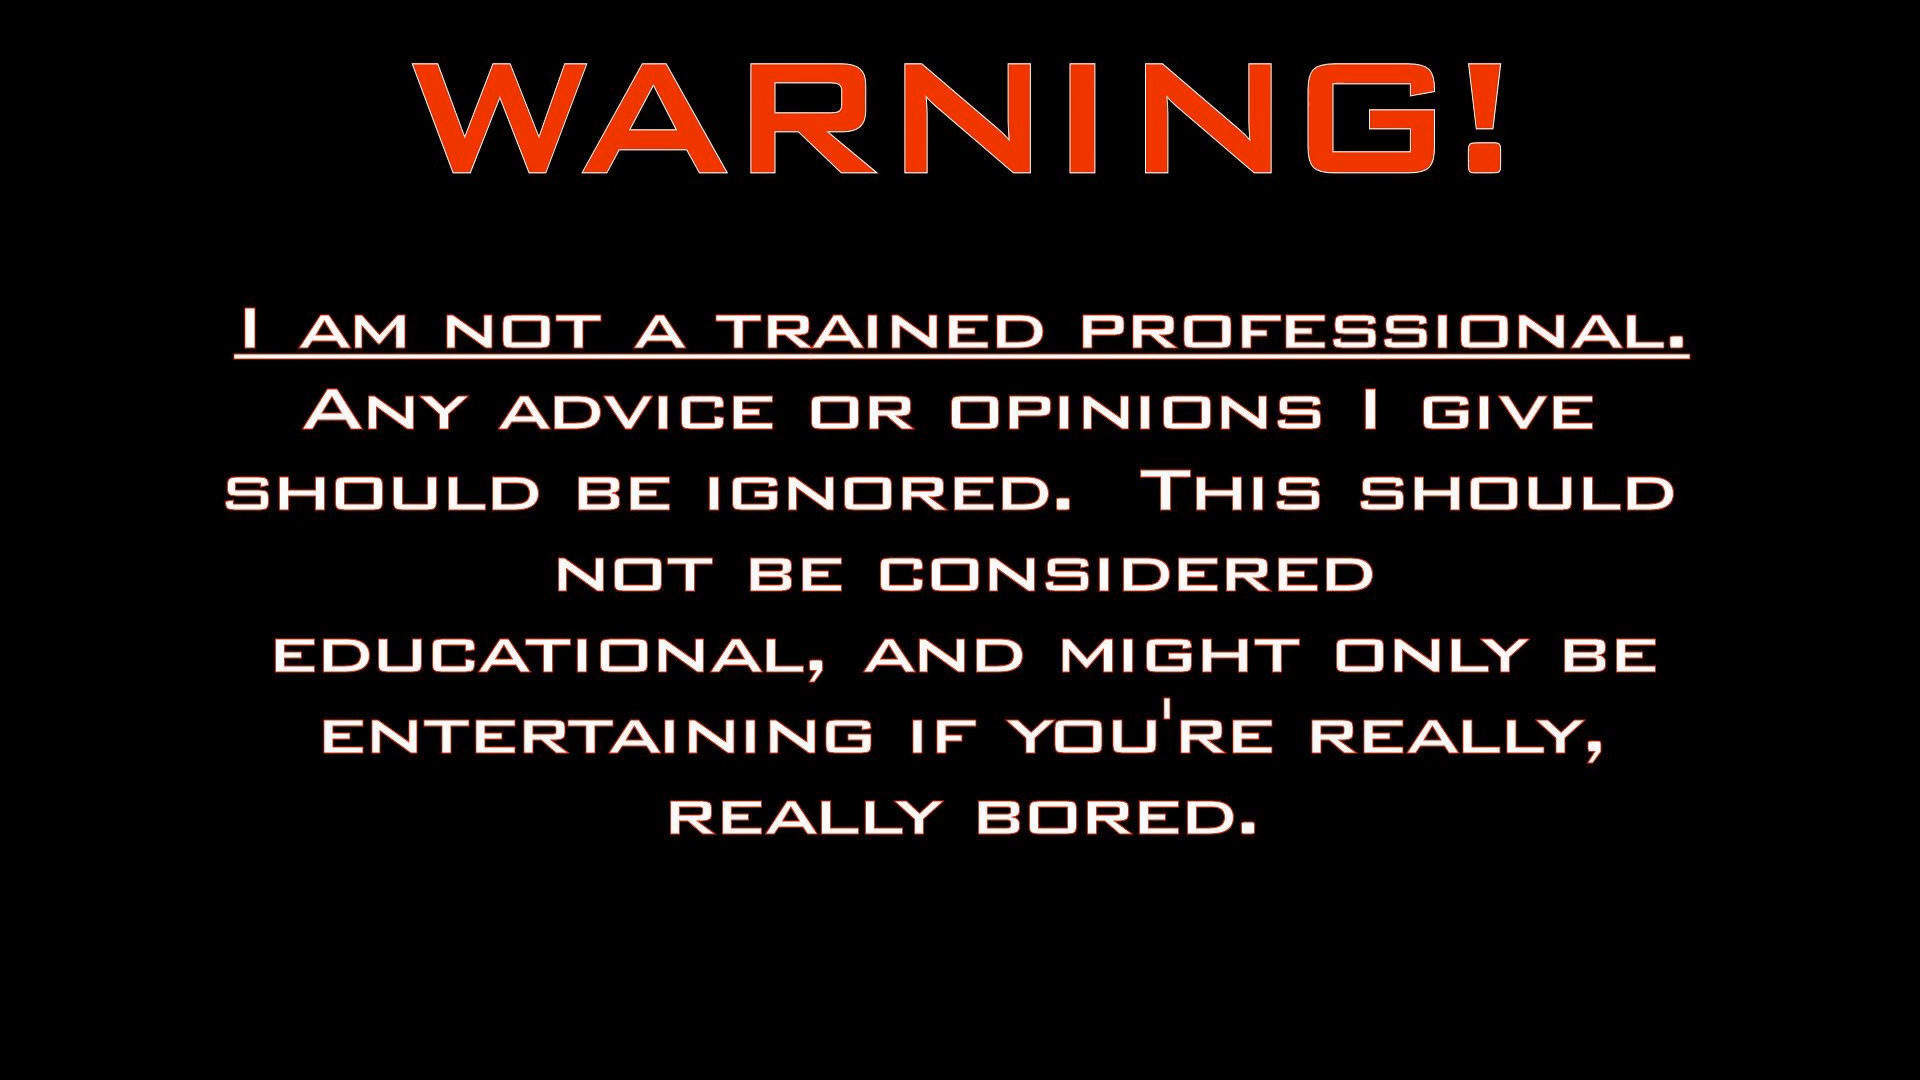 WARNING!
I AM NOT A TRAINED PROFESSIONAL.
ANY ADVICE OR OPINIONS I GIVE
SHOULD BE IGNORED.  THIS SHOULD
NOT BE CONSIDERED
EDUCATIONAL, AND MIGHT ONLY BE
ENTERTAINING IF YOU'RE REALLY,
REALLY BORED.